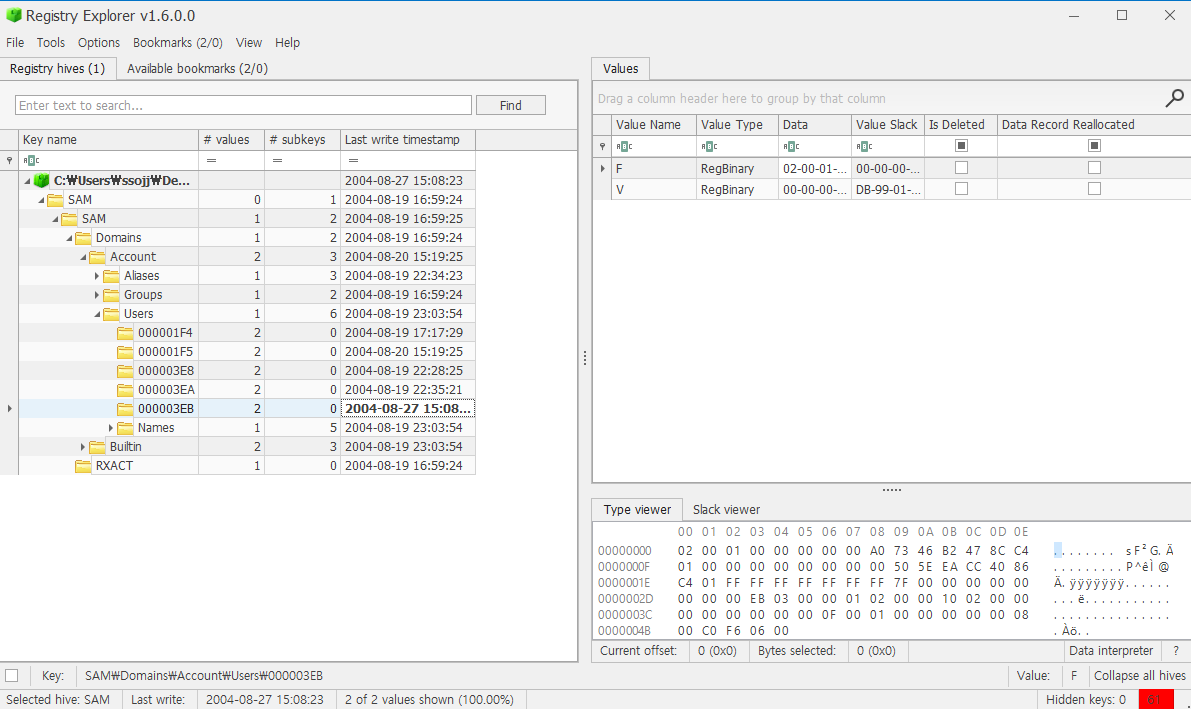 Registry Explorer v1.6.0.0
File Tools Options Bookmarks (2/0) View Help
Registry hives (1) Available bookmarks (2/0)
Enter text to search... Find
Key name # values # subkeys Last write timestamp
= = =
C:₩Users₩ssojj₩De... 2004-08-27 15:08:23
SAM 0 1 2004-08-19 16:59:24
SAM 1 2 2004-08-19 16:59:25
Domains 1 2 2004-08-19 16:59:24
Account 2 3 2004-08-20 15:19:25
Aliases 1 3 2004-08-19 22:34:23
Groups 1 2 2004-08-19 16:59:24
Users 1 6 2004-08-19 23:03:54
000001F4 2 0 2004-08-19 17:17:29
000001F5 2 0 2004-08-20 15:19:25
000003E8 2 0 2004-08-19 22:28:25
000003EA 2 0 2004-08-19 22:35:21
000003EB 2 0 2004-08-27 15:08...
Names 1 5 2004-08-19 23:03:54
Builtin 2 3 2004-08-19 23:03:54
RXACT 1 0 2004-08-19 16:59:24
Values
Drag a column header here to group by that column
Value Name Value Type Data Value Slack Is Deleted Data Record Reallocated
F RegBinary 02-00-01-... 00-00-00-...
V RegBinary 00-00-00-... DB-99-01-...
Type viewer Slack viewer
00 01 02 03 04 05 06 07 08 09 0A 0B 0C 0D 0E
00000000 02 00 01 00 00 00 00 00 A0 73 46 B2 47 8C C4 . . . . . . . . sF²G.Ä
0000000F 01 00 00 00 00 00 00 00 00 50 5E EA CC 40 86 . . . . . . . . . P^êÌ@
0000001E C4 01 FF FF FF FF FF FF FF 7F 00 00 00 00 00 Ä.ÿÿÿÿÿÿÿ. . . . . .
0000002D 00 00 00 EB 03 00 00 01 02 00 00 10 02 00 00 . . . ë. . . . . . . . . . .
0000003C 00 00 00 00 00 00 0F 00 01 00 00 00 00 00 08 . . . . . . . . . . . . . . .
0000004B 00 C0 F6 06 00 .Àö. .
Current offset: 0 (0x0) Bytes selected: 0 (0x0) Data interpreter ?
Key: SAM₩Domains₩Account₩Users₩000003EB Value: F Collapse all hives
Selected hive: SAM Last write: 2004-08-27 15:08:23 2 of 2 values shown (100.00%) Hidden keys: 0 61